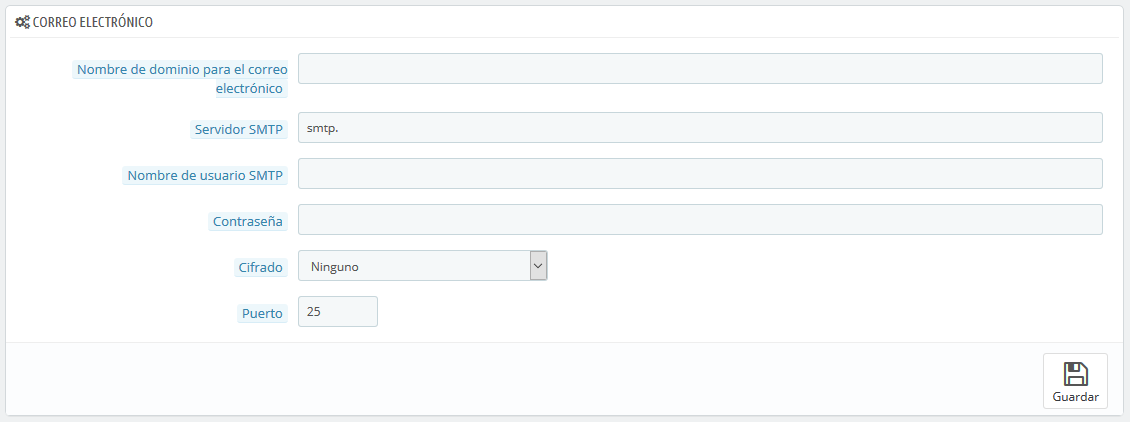 CORREO ELECTRÓNICO
Nombre de dominio para el correo
electrónico
Servidor SMTP
smtp.
Nombre de usuario SMTP
Contraseña
Cifrado
Ninguno
Puerto
25
Guardar